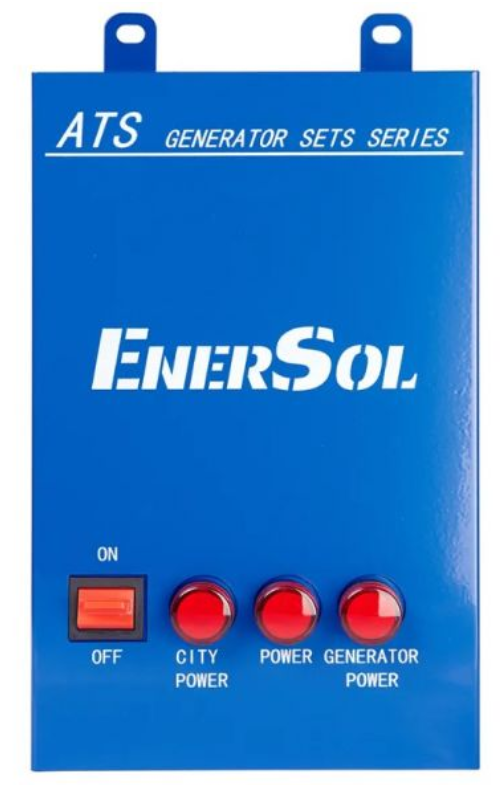 ATS GENERATOR SETS SERIES
ENERSOL
ON
OFF
CITY POWER
POWER
GENERATOR POWER